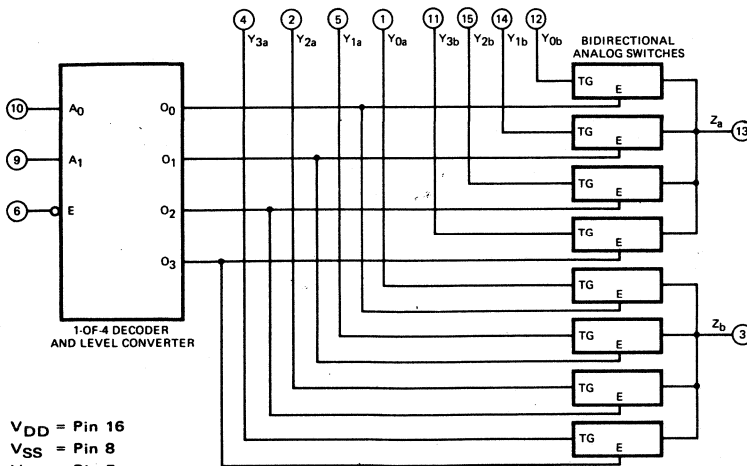 4 2 5 1 11 15 14 12
Y3a Y2a Y1a Y0a Y3b Y2b Y1b Y0b
BIDIRECTIONAL
ANALOG SWITCHES
TG E
10 A0 O0
Za 13
TG E
9 A1 O1
TG E
6 E O2
TG E
O3
TG E
1-OF-4 DECODER
AND LEVEL CONVERTER
TG E
Zb 3
TG E
VDD = Pin 16
VSS = Pin 8
TG E